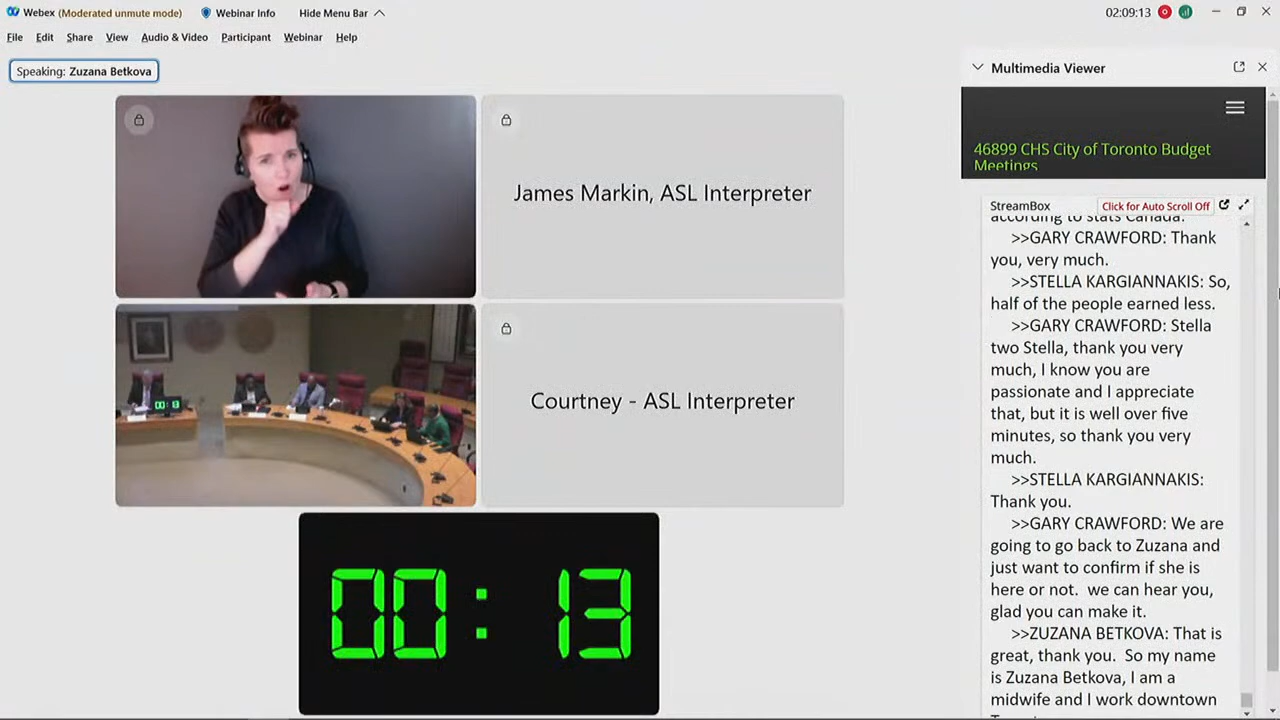 Webex (Moderated unmute mode) Webinar Info Hide Menu Bar 02:09:13
File Edit Share View Audio & Video Participant Webinar Help
Speaking: Zuzana Betkova
James Markin, ASL Interpreter
00:13
Courtney - ASL Interpreter
00 : 13
Multimedia Viewer
46899 CHS City of Toronto Budget
Meetings
StreamBox Click for Auto Scroll Off
according to stats Canada.
>>GARY CRAWFORD: Thank
you, very much.
>>STELLA KARGIANNAKIS: So,
half of the people earned less.
>>GARY CRAWFORD: Stella
two Stella, thank you very
much, I know you are
passionate and I appreciate
that, but it is well over five
minutes, so thank you very
much.
>>STELLA KARGIANNAKIS:
Thank you.
>>GARY CRAWFORD: We are
going to go back to Zuzana and
just want to confirm if she is
here or not.  we can hear you,
glad you can make it.
>>ZUZANA BETKOVA: That is
great, thank you.  So my name
is Zuzana Betkova, I am a
midwife and I work downtown